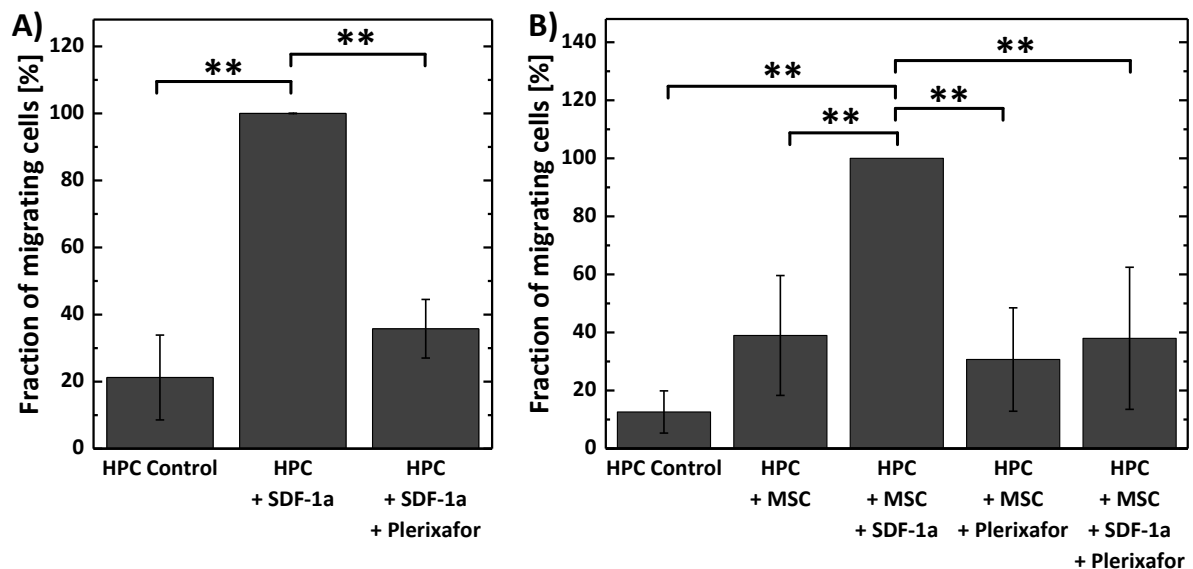 A)
Fraction of migrating cells [%]
120
100
80
60
40
20
0
**
**
HPC Control
HPC
+ SDF-1a
HPC
+ SDF-1a
+ Plerixafor
B)
Fraction of migrating cells [%]
140
120
100
80
60
40
20
0
**
**
**
**
HPC Control
HPC
+ MSC
HPC
+ MSC
+ SDF-1a
HPC
+ MSC
+ Plerixafor
HPC
+ MSC
+ SDF-1a
+ Plerixafor